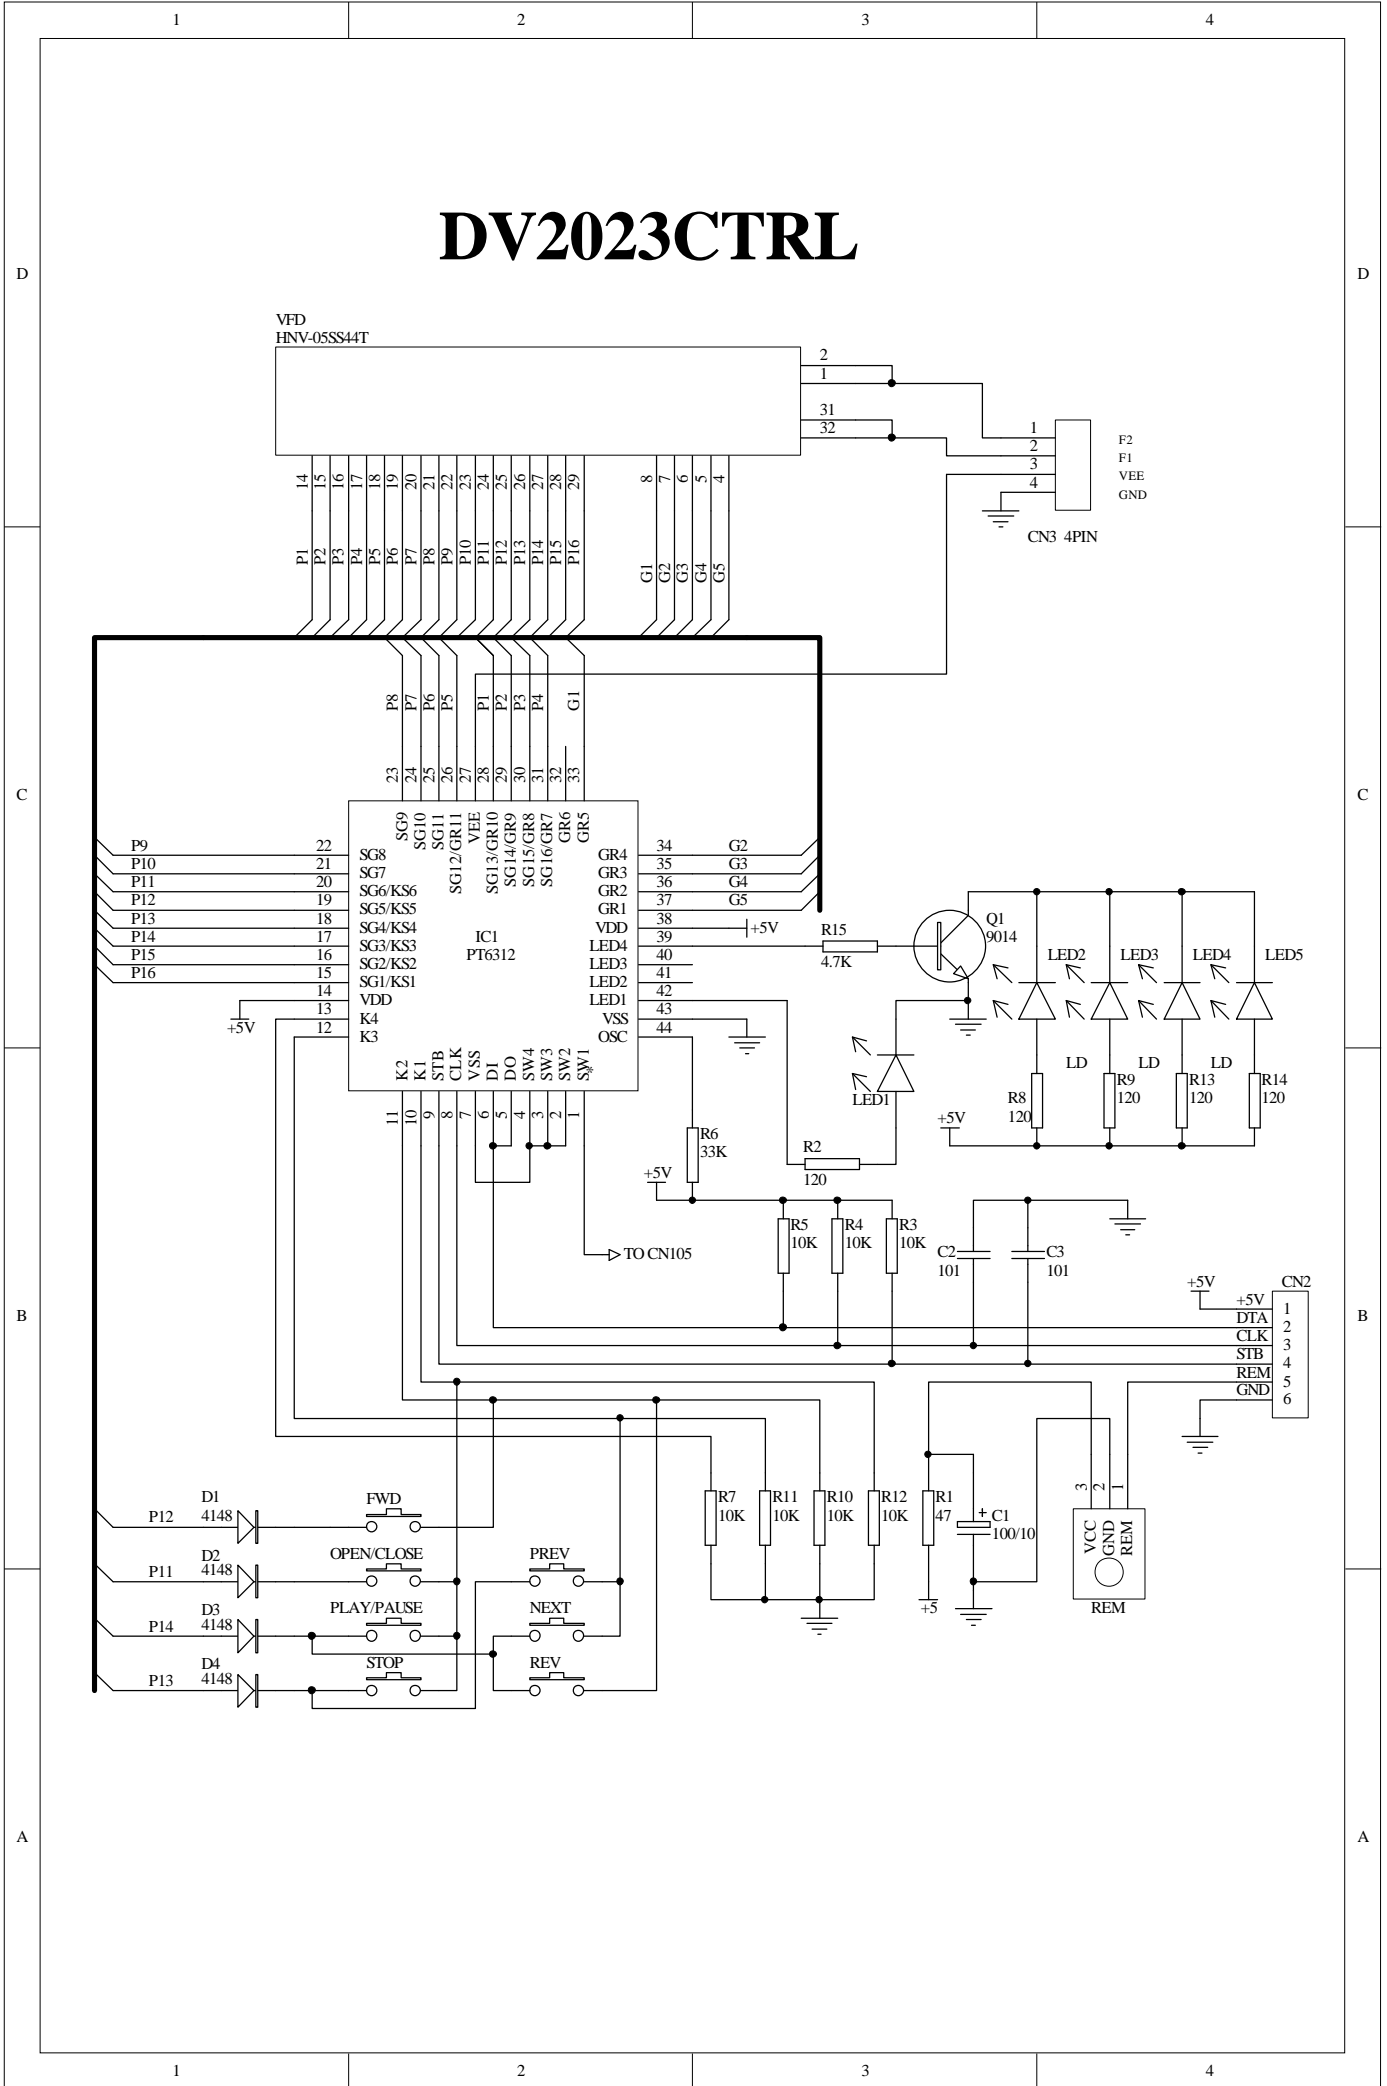 1 2 3 4
DV2023CTRL
D D
VFD
HNV-05SS44T
2
1
31
32
1 F2
2 F1
3 VEE
4 GND
CN3 4PIN
14 15 16 17 18 19 20 21 22 23 24 25 26 27 28 29 8 7 6 5 4
P1 P2 P3 P4 P5 P6 P7 P8 P9 P10 P11 P12 P13 P14 P15 P16 G1 G2 G3 G4 G5
P8 P7 P6 P5 P1 P2 P3 P4 G1
23 24 25 26 27 28 29 30 31 32 33
C C
SG9 SG10 SG11 SG12/GR11 VEE SG13/GR10 SG14/GR9 SG15/GR8 SG16/GR7 GR6 GR5
P9 22 SG8 GR4 34 G2
P10 21 SG7 GR3 35 G3
P11 20 SG6/KS6 GR2 36 G4
P12 19 SG5/KS5 GR1 37 G5
P13 18 SG4/KS4 VDD 38 +5V
P14 17 SG3/KS3 LED4 39
P15 16 SG2/KS2 LED3 40
P16 15 SG1/KS1 LED2 41
14 VDD LED1 42
13 K4 VSS 43
12 K3 OSC 44
+5V
IC1
PT6312
R15
4.7K
Q1
9014
LED2 LED3 LED4 LED5
K2 K1 STB CLK VSS DI DO SW4 SW3 SW2 SW1 *
11 10 9 8 7 6 5 4 3 2 1
LED1
LD LD LD
R8
120
R9
120
R13
120
R14
120
+5V
R6
33K
R2
120
+5V
R5
10K
R4
10K
R3
10K
C2
101
C3
101
TO CN105
B B
+5V CN2
+5V 1
DTA 2
CLK 3
STB 4
REM 5
GND 6
R7
10K
R11
10K
R10
10K
R12
10K
R1
47
+ C1
100/10
+5
3 2 1
VCC GND REM
REM
P12 D1
4148
FWD
P11 D2
4148
OPEN/CLOSE PREV
P14 D3
4148
PLAY/PAUSE NEXT
P13 D4
4148
STOP REV
A A
1 2 3 4